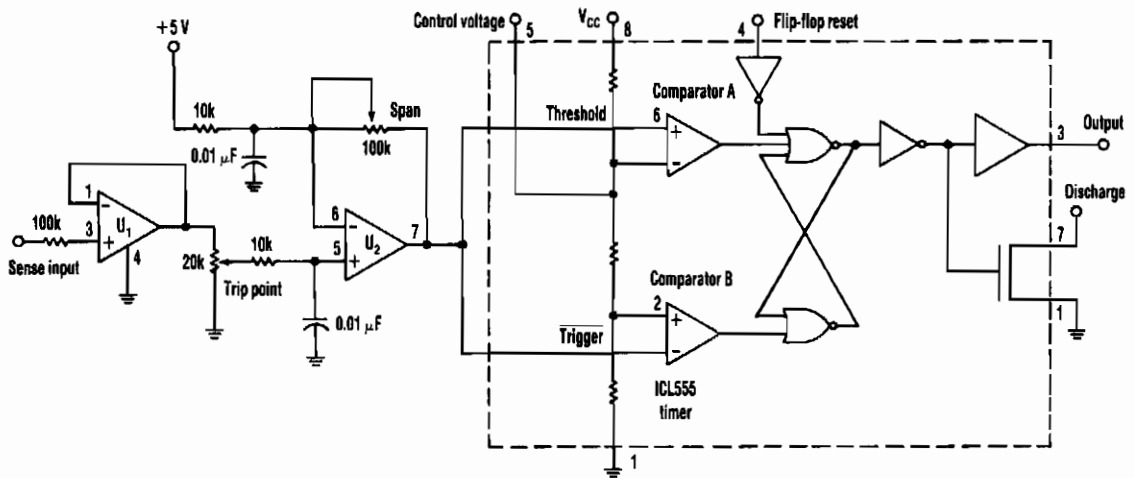 Control voltage
5
V_CC
8
4
Flip-flop reset
+5 V
10k
0.01 μF
Span
100k
Threshold
Comparator A
6
+
−
3
Output
Discharge
7
1
1
−
U₁
3
+
4
100k
Sense input
20k
Trip point
10k
0.01 μF
6
−
U₂
5
+
7
Comparator B
2
+
−
Trigger
ICL555
timer
1